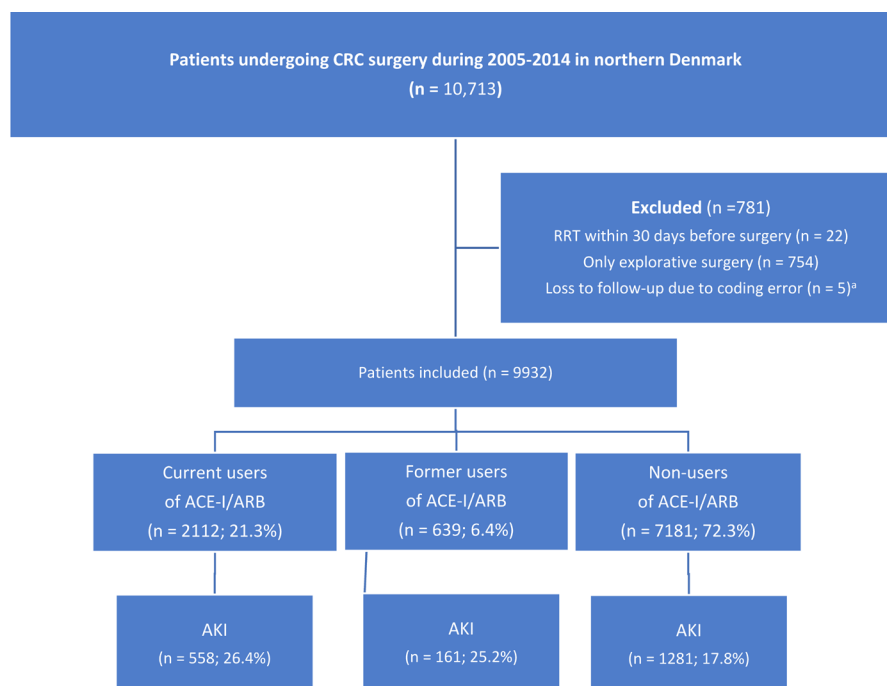 Patients undergoing CRC surgery during 2005-2014 in northern Denmark
(n = 10,713)
Excluded (n =781)
RRT within 30 days before surgery (n = 22)
Only explorative surgery (n = 754)
Loss to follow-up due to coding error (n = 5)ᵃ
Patients included (n = 9932)
Current users
of ACE-I/ARB
(n = 2112; 21.3%)
Former users
of ACE-I/ARB
(n = 639; 6.4%)
Non-users
of ACE-I/ARB
(n = 7181; 72.3%)
AKI
(n = 558; 26.4%)
AKI
(n = 161; 25.2%)
AKI
(n = 1281; 17.8%)